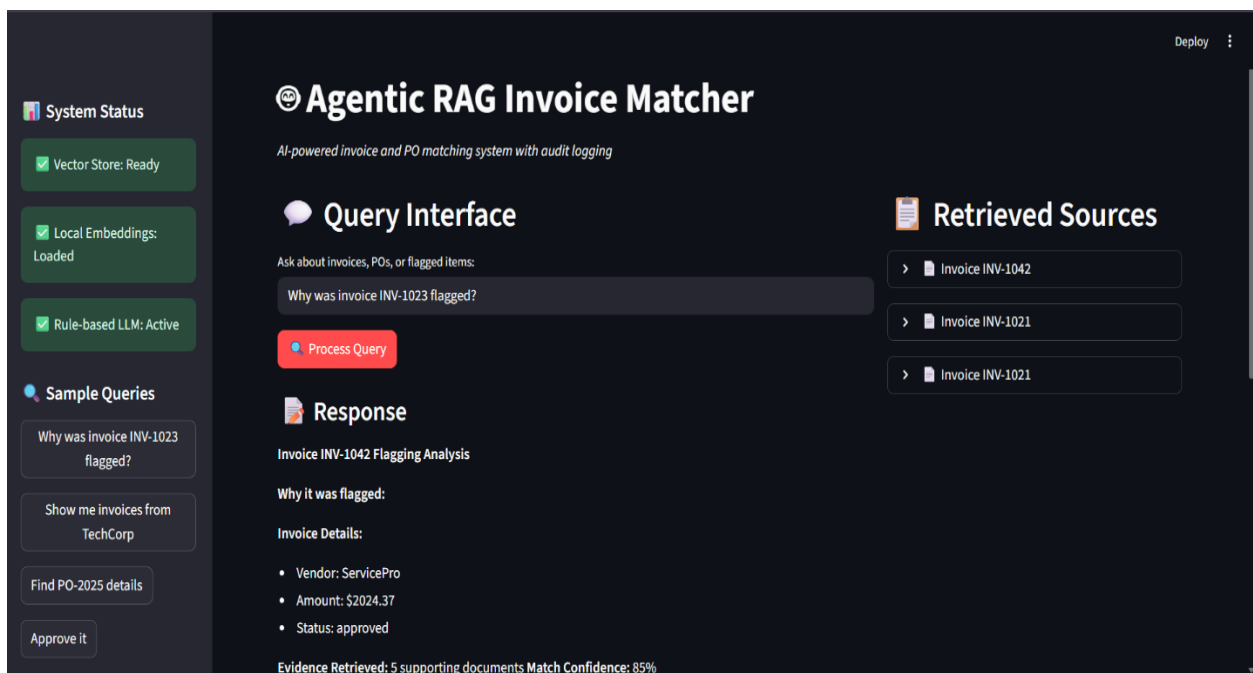 Deploy
System Status
Vector Store: Ready
Local Embeddings:
Loaded
Rule-based LLM: Active
Sample Queries
Why was invoice INV-1023
flagged?
Show me invoices from
TechCorp
Find PO-2025 details
Approve it
Agentic RAG Invoice Matcher
AI-powered invoice and PO matching system with audit logging
Query Interface
Ask about invoices, POs, or flagged items:
Why was invoice INV-1023 flagged?
Process Query
Response
Invoice INV-1042 Flagging Analysis
Why it was flagged:
Invoice Details:
• Vendor: ServicePro
• Amount: $2024.37
• Status: approved
Evidence Retrieved: 5 supporting documents Match Confidence: 85%
Retrieved Sources
Invoice INV-1042
Invoice INV-1021
Invoice INV-1021